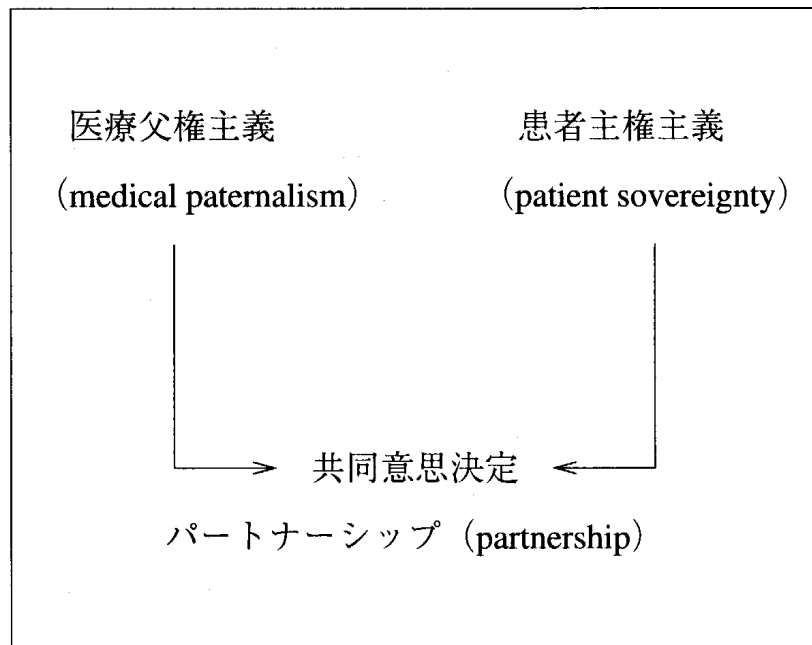 医療父権主義
(medical paternalism)
患者主権主義
(patient sovereignty)
共同意思決定
パートナーシップ (partnership)